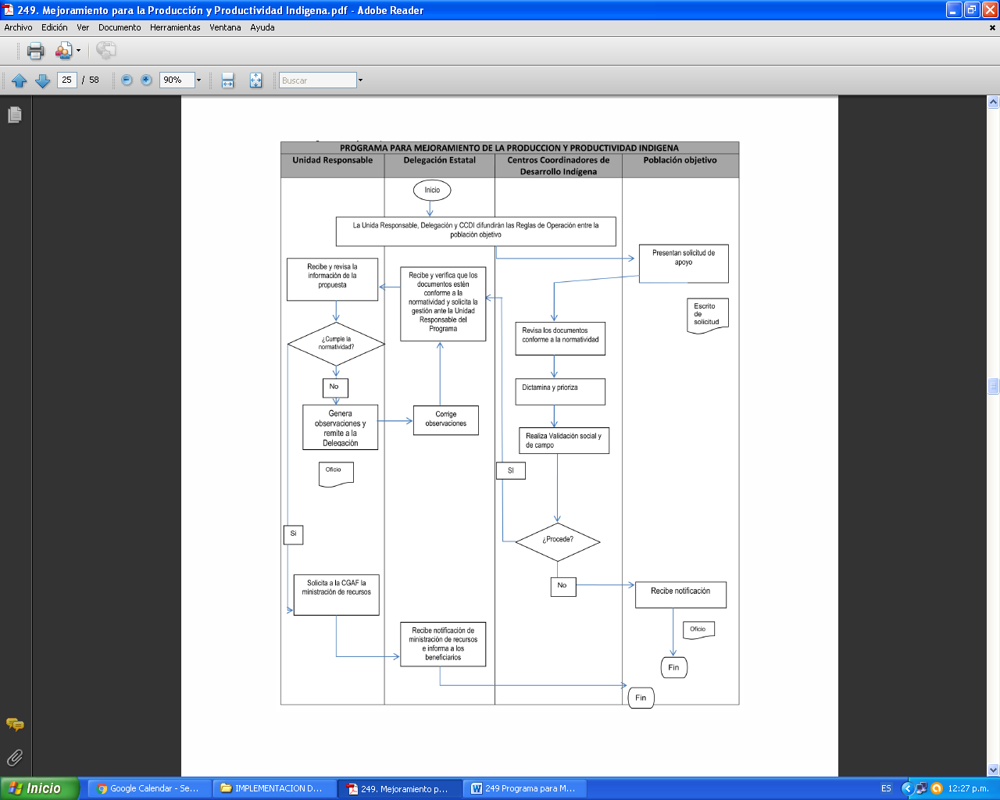 249. Mejoramiento para la Producción y Productividad Indigena.pdf - Adobe Reader
Archivo Edición Ver Documento Herramientas Ventana Ayuda
25 / 58 90% Buscar
PROGRAMA PARA MEJORAMIENTO DE LA PRODUCCION Y PRODUCTIVIDAD INDIGENA
Unidad Responsable
Delegación Estatal
Centros Coordinadores de
Desarrollo Indígena
Población objetivo
Inicio
La Unida Responsable, Delegación y CCDI difundirán las Reglas de Operación entre la
población objetivo
Presentan solicitud de
apoyo
Recibe y revisa la
información de la
propuesta
Recibe y verifica que los
documentos estén
conforme a la
normatividad y solicita la
gestión ante la Unidad
Responsable del
Programa
Escrito
de
solicitud
Revisa los documentos
conforme a la normatividad
¿Cumple la
normatividad?
No
Dictamina y prioriza
Genera
observaciones y
remite a la
Delegación
Corrige
observaciones
Realiza Validación social y
de campo
Oficio
SI
Si
¿Procede?
No
Recibe notificación
Solicita a la CGAF la
ministración de recursos
Recibe notificación de
ministración de recursos
e informa a los
beneficiarios
Oficio
Fin
Fin
Inicio
Google Calendar - Se...
IMPLEMENTACION D...
249. Mejoramiento p...
249 Programa para M...
ES
12:27 p.m.